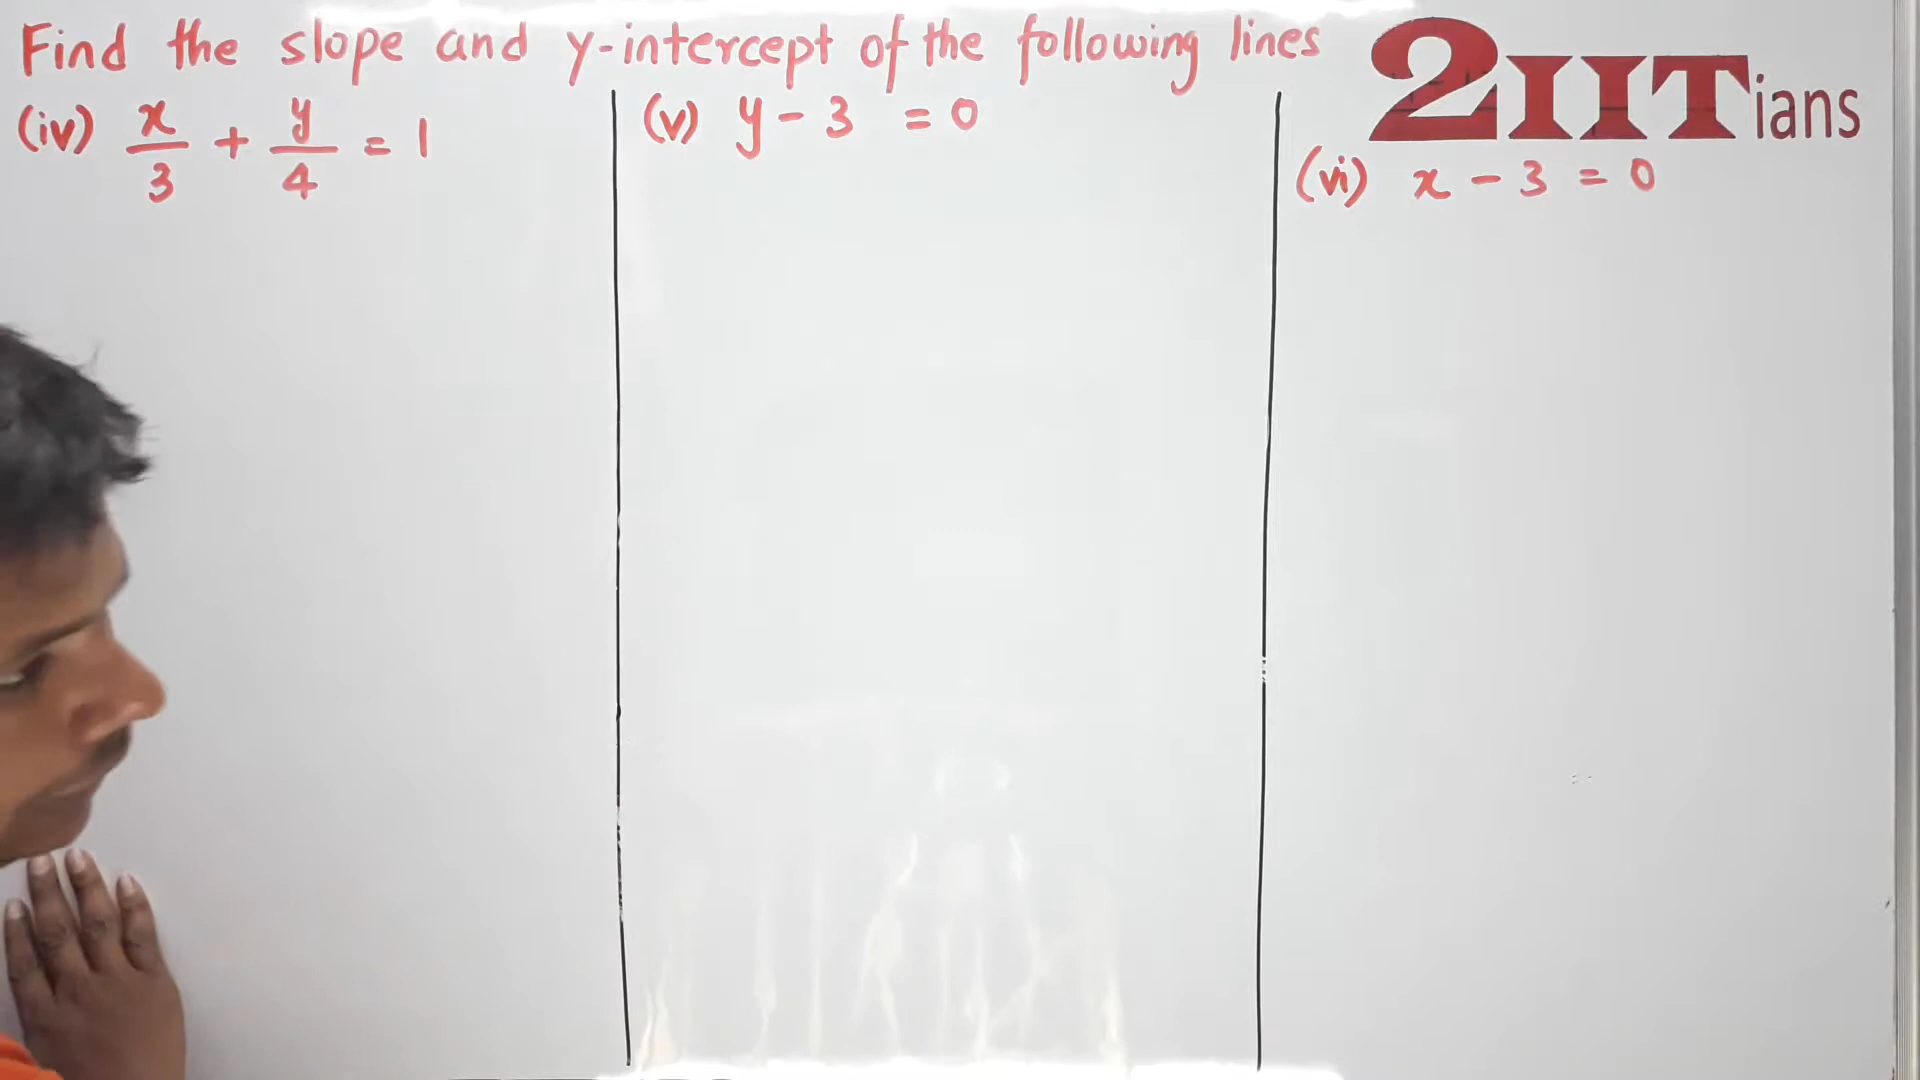 Find the slope and y-intercept of the following lines
2IITians
(iv) x/3 + y/4 = 1
(v) y - 3 = 0
(vi) x - 3 = 0